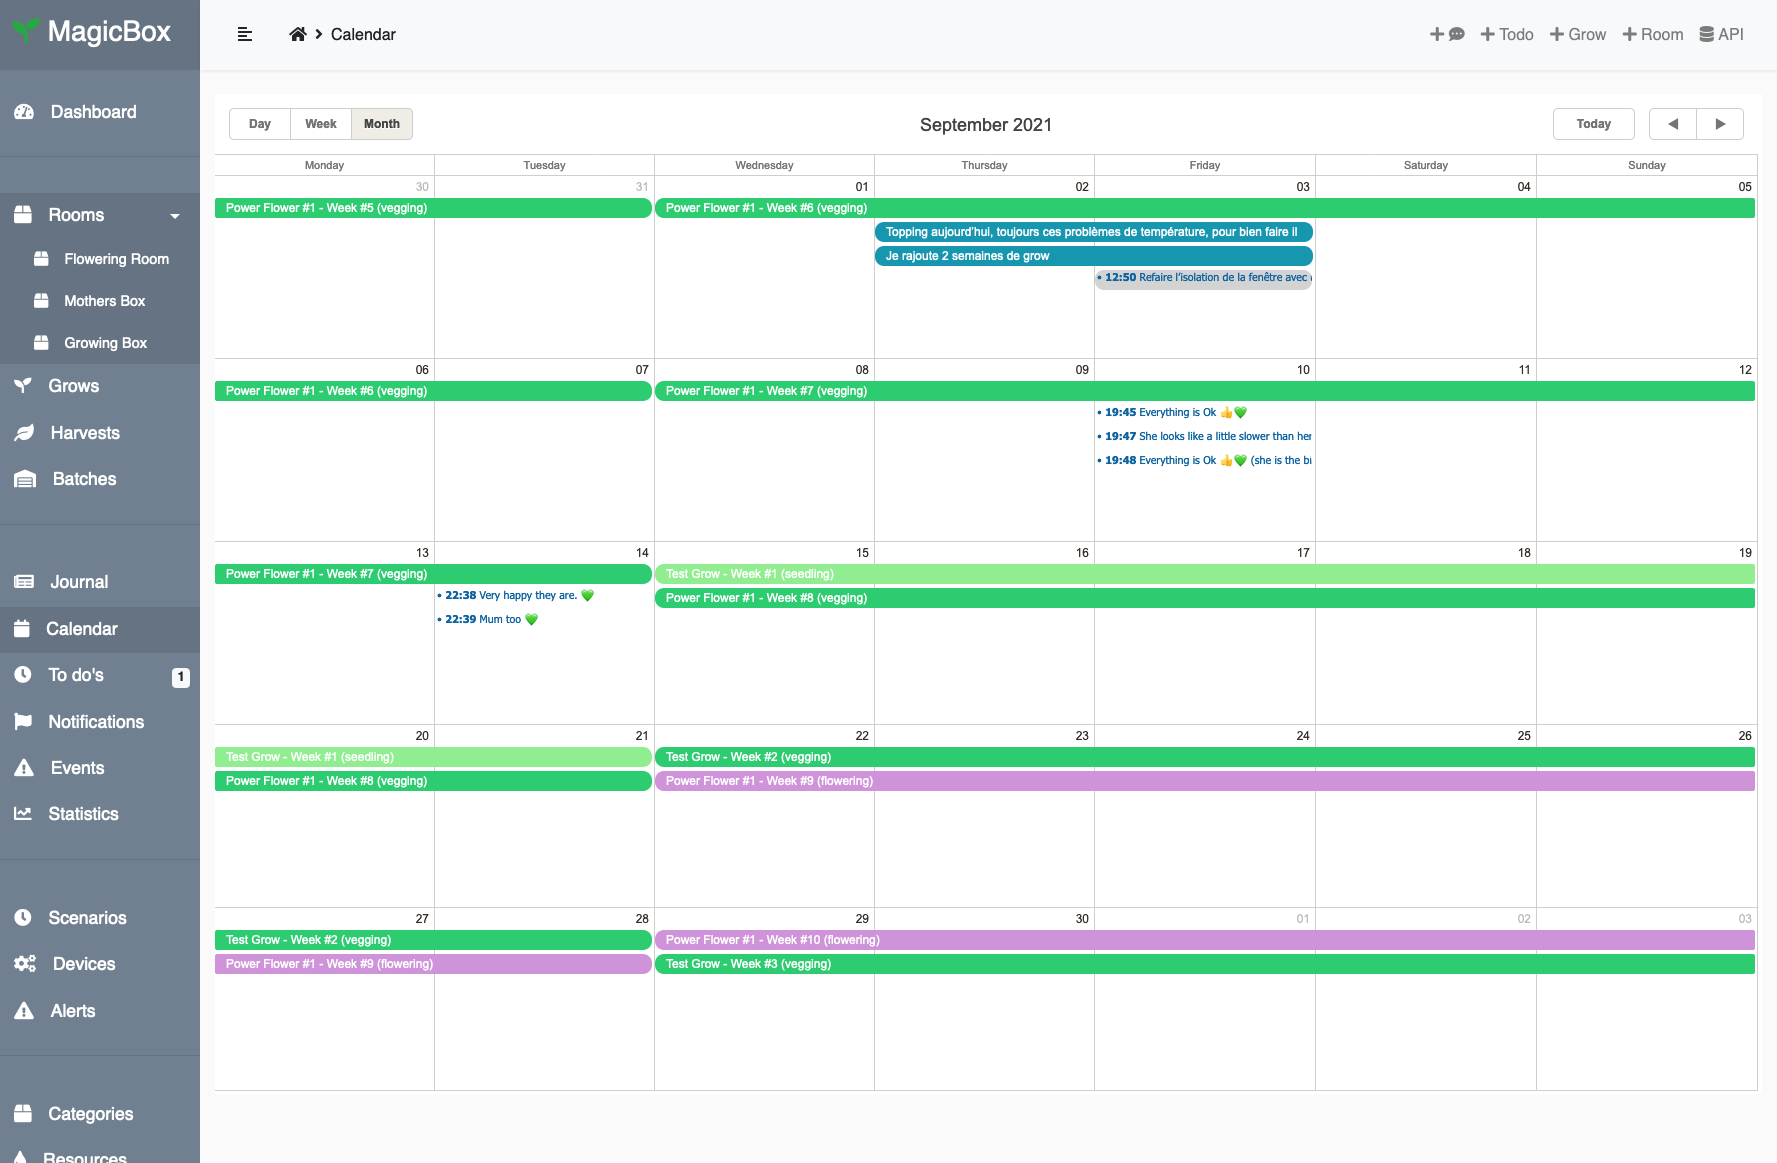 MagicBox
Calendar
Todo
Grow
Room
API
Dashboard
Rooms
Flowering Room
Mothers Box
Growing Box
Grows
Harvests
Batches
Journal
Calendar
To do's
1
Notifications
Events
Statistics
Scenarios
Devices
Alerts
Categories
Resources
Day
Week
Month
September 2021
Today
Monday
Tuesday
Wednesday
Thursday
Friday
Saturday
Sunday
30
31
01
02
03
04
05
Power Flower #1 - Week #5 (vegging)
Power Flower #1 - Week #6 (vegging)
Topping aujourd'hui, toujours ces problèmes de température, pour bien faire il
Je rajoute 2 semaines de grow
• 12:50 Refaire l'isolation de la fenêtre avec
06
07
08
09
10
11
12
Power Flower #1 - Week #6 (vegging)
Power Flower #1 - Week #7 (vegging)
• 19:45 Everything is Ok 👍💚
• 19:47 She looks like a little slower than her
• 19:48 Everything is Ok 👍💚 (she is the
13
14
15
16
17
18
19
Power Flower #1 - Week #7 (vegging)
Test Grow - Week #1 (seedling)
• 22:38 Very happy they are. 💚
Power Flower #1 - Week #8 (vegging)
• 22:39 Mum too 💚
20
21
22
23
24
25
26
Test Grow - Week #1 (seedling)
Test Grow - Week #2 (vegging)
Power Flower #1 - Week #8 (vegging)
Power Flower #1 - Week #9 (flowering)
27
28
29
30
01
02
03
Test Grow - Week #2 (vegging)
Power Flower #1 - Week #10 (flowering)
Power Flower #1 - Week #9 (flowering)
Test Grow - Week #3 (vegging)